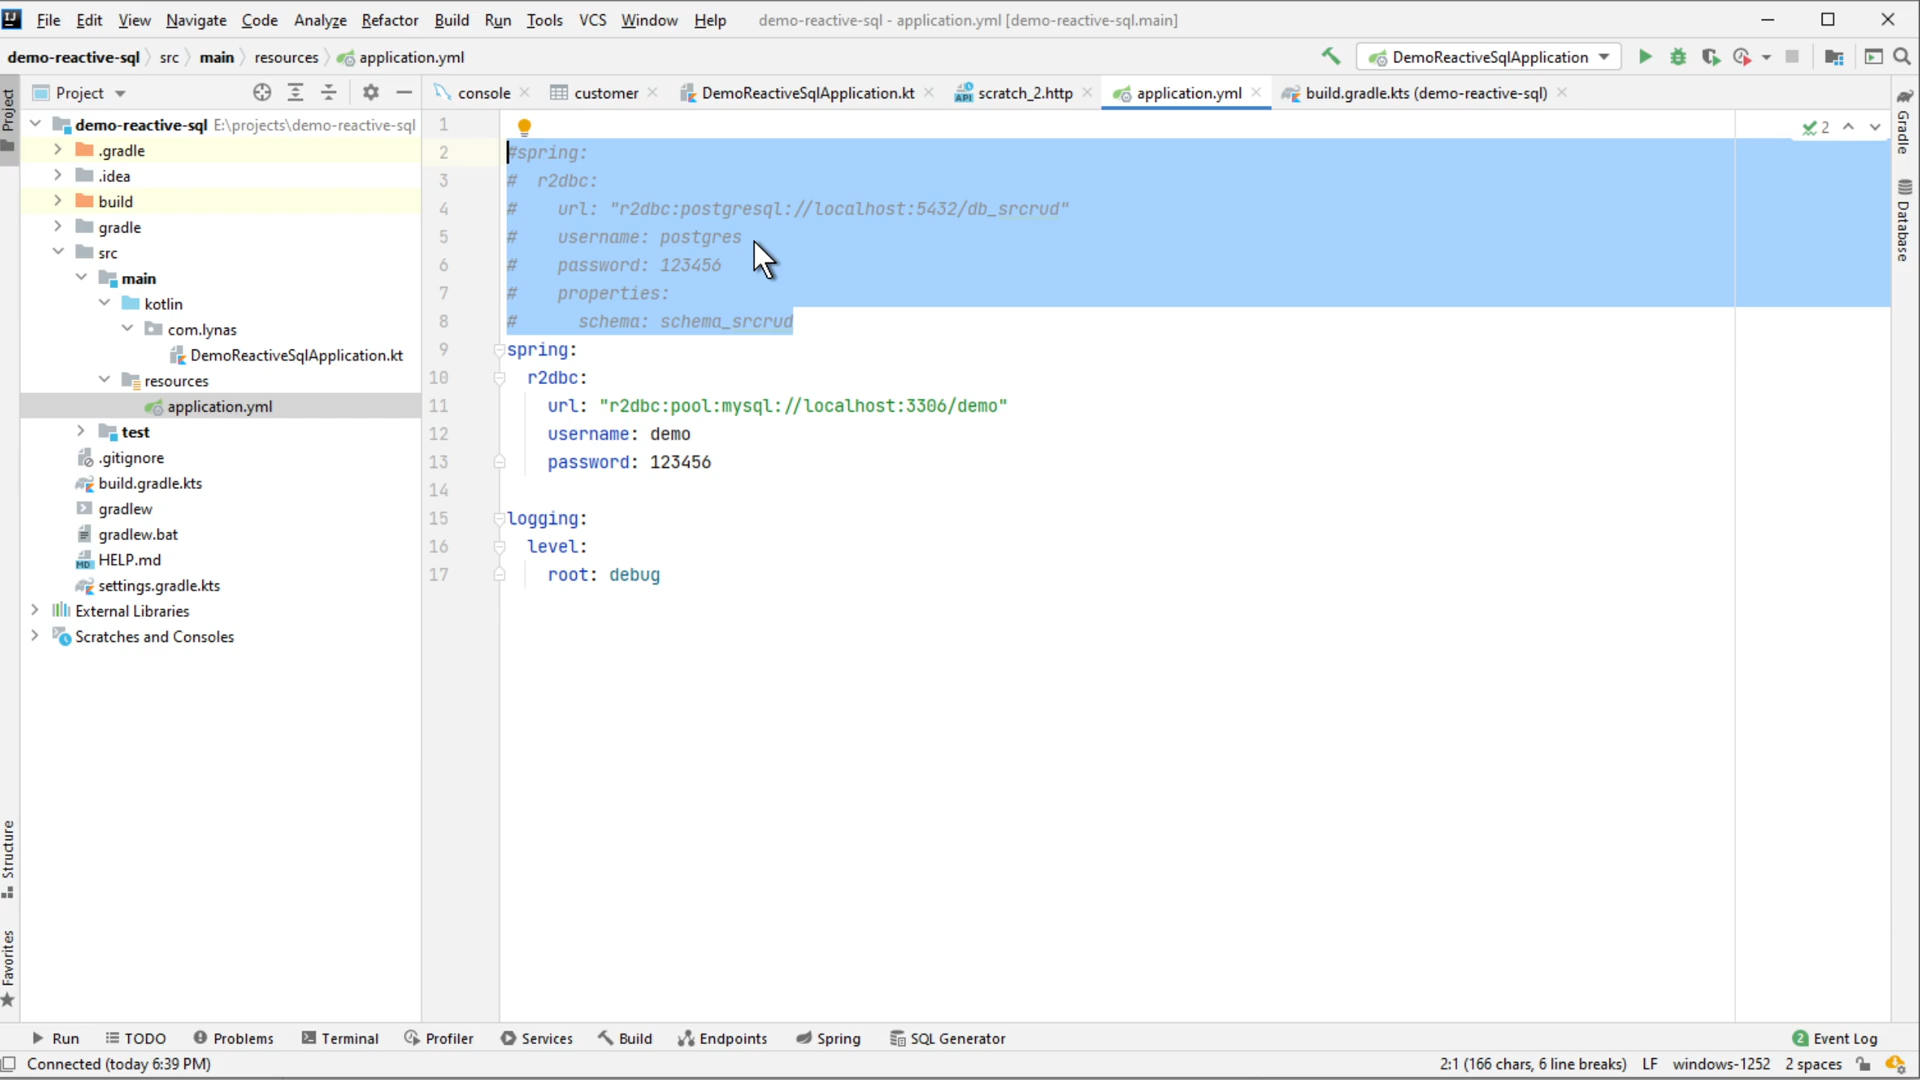 File Edit View Navigate Code Analyze Refactor Build Run Tools VCS Window Help demo-reactive-sql - application.yml [demo-reactive-sql.main]
demo-reactive-sql src main resources application.yml DemoReactiveSqlApplication
Project console customer DemoReactiveSqlApplication.kt scratch_2.http application.yml build.gradle.kts (demo-reactive-sql)
Project
Structure
Favorites
demo-reactive-sql E:\projects\demo-reactive-sql
.gradle
.idea
build
gradle
src
main
kotlin
com.lynas
DemoReactiveSqlApplication.kt
resources
application.yml
test
.gitignore
build.gradle.kts
gradlew
gradlew.bat
MD HELP.md
settings.gradle.kts
External Libraries
Scratches and Consoles
1
2 #spring:
3 #  r2dbc:
4 #    url: "r2dbc:postgresql://localhost:5432/db_srcrud"
5 #    username: postgres
6 #    password: 123456
7 #    properties:
8 #      schema: schema_srcrud
9 spring:
10   r2dbc:
11     url: "r2dbc:pool:mysql://localhost:3306/demo"
12     username: demo
13     password: 123456
14
15 logging:
16   level:
17     root: debug
2
Gradle
Database
Run TODO Problems Terminal Profiler Services Build Endpoints Spring SQL Generator 2 Event Log
Connected (today 6:39 PM) 2:1 (166 chars, 6 line breaks) LF windows-1252 2 spaces